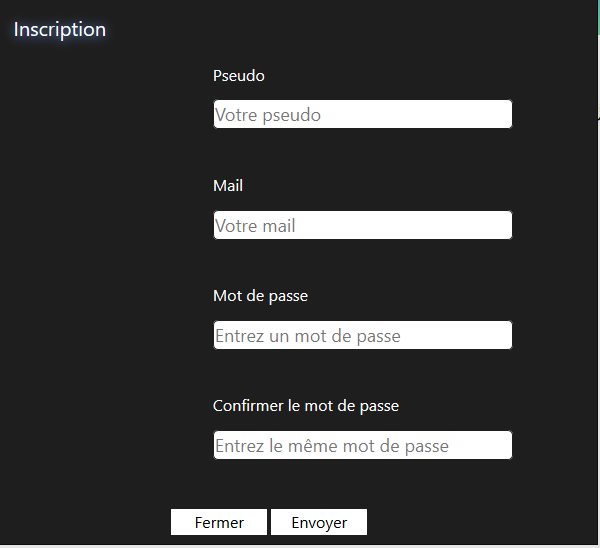 Inscription
Pseudo
Votre pseudo
Mail
Votre mail
Mot de passe
Entrez un mot de passe
Confirmer le mot de passe
Entrez le même mot de passe
Fermer Envoyer